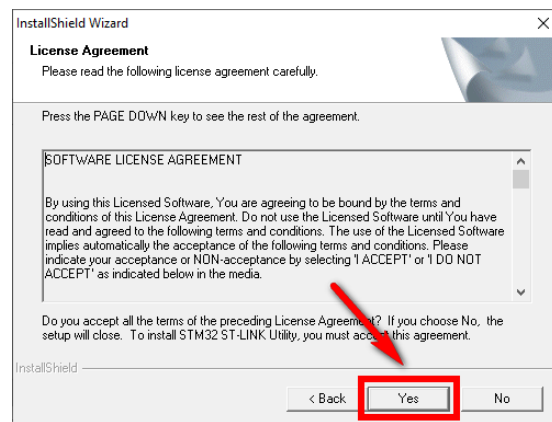 InstallShield Wizard
License Agreement
Please read the following license agreement carefully.
Press the PAGE DOWN key to see the rest of the agreement.
SOFTWARE LICENSE AGREEMENT
By using this Licensed Software, You are agreeing to be bound by the terms and
conditions of this License Agreement. Do not use the Licensed Software until You have
read and agreed to the following terms and conditions. The use of the Licensed Software
implies automatically the acceptance of the following terms and conditions. Please
indicate your acceptance or NON-acceptance by selecting 'I ACCEPT' or 'I DO NOT
ACCEPT' as indicated below in the media.
Do you accept all the terms of the preceding License Agreement? If you choose No, the
setup will close. To install STM32 ST-LINK Utility, you must accept this agreement.
InstallShield
< Back Yes No